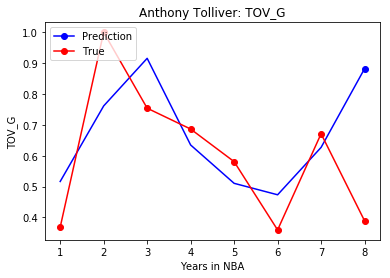 Anthony Tolliver: TOV_G
Prediction
True
TOV_G
1.0
0.9
0.8
0.7
0.6
0.5
0.4
1 2 3 4 5 6 7 8
Years in NBA